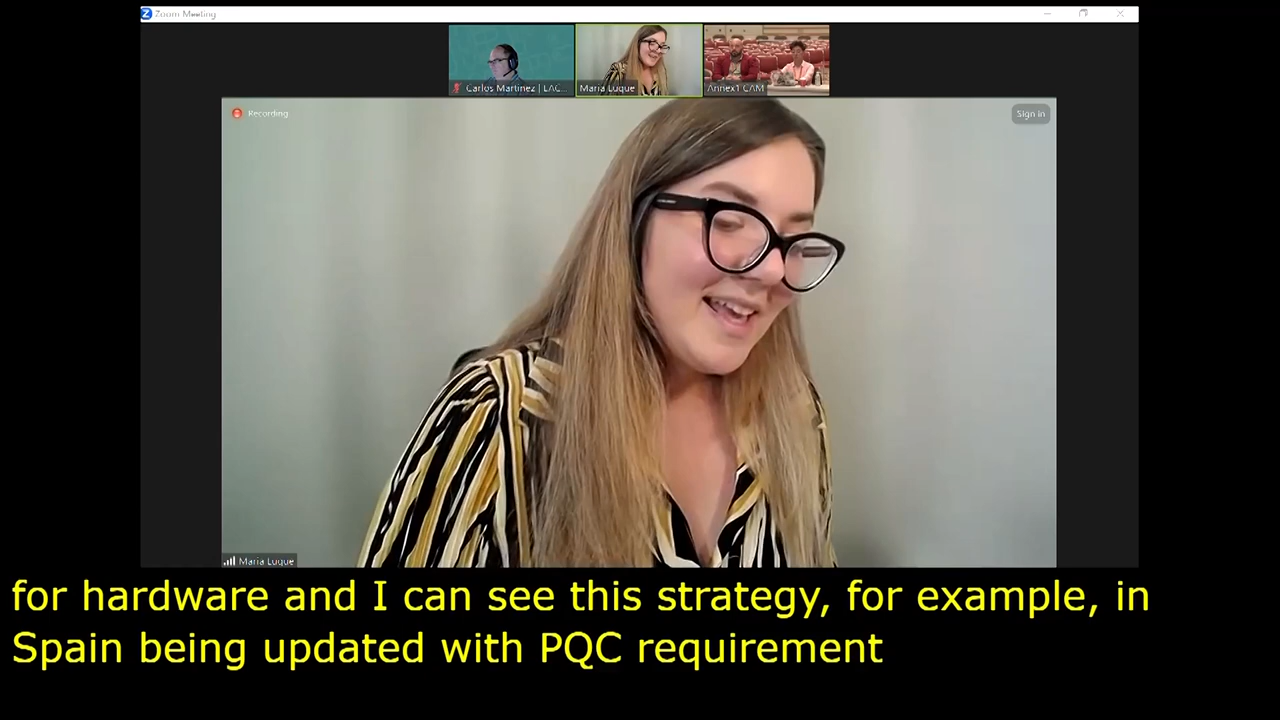 Zoom Meeting
Carlos Martinez | LAC...
Maria Luque
Annex1 CAM
Recording
Sign in
Maria Luque
for hardware and I can see this strategy, for example, in
Spain being updated with PQC requirement